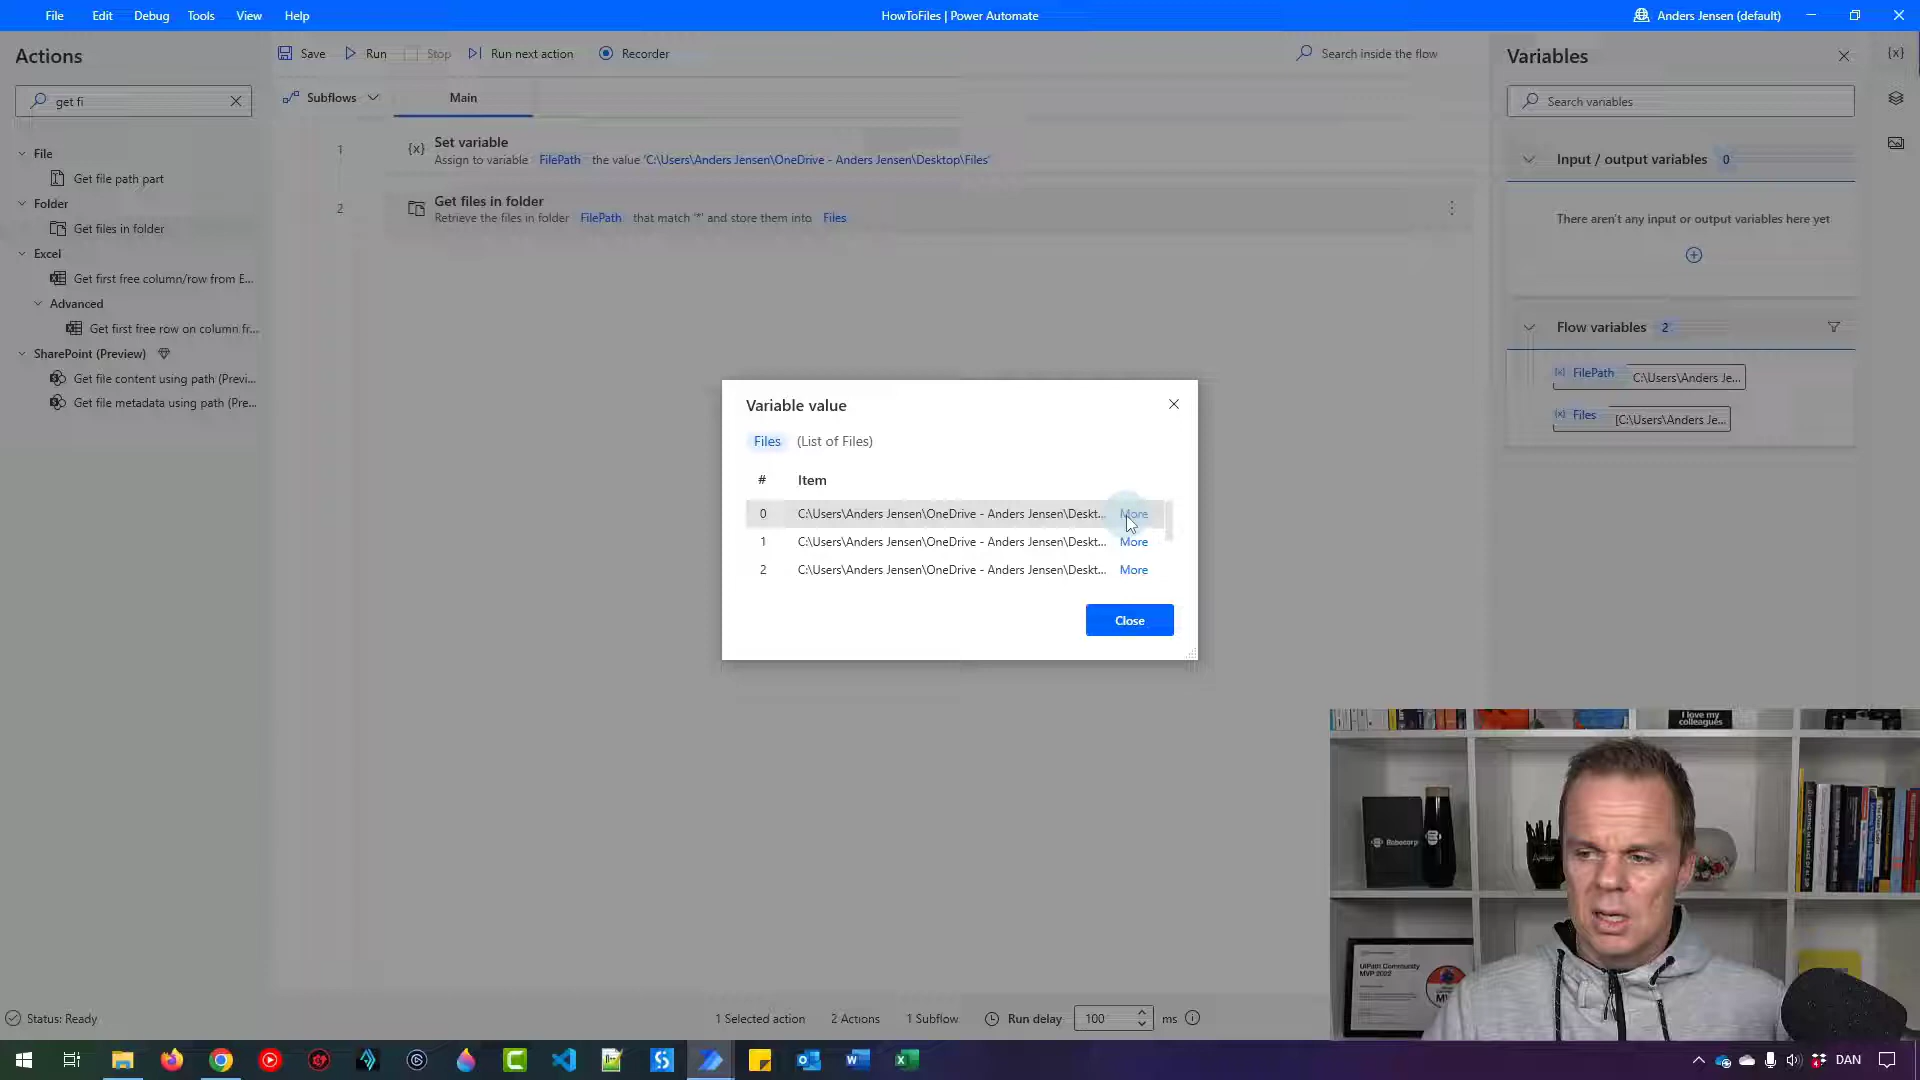 File Edit Debug Tools View Help
HowToFiles | Power Automate
Anders Jensen (default)
Actions
get fi
File
Get file path part
Folder
Get files in folder
Excel
Get first free column/row from E...
Advanced
Get first free row on column fr...
SharePoint (Preview)
Get file content using path (Previ...
Get file metadata using path (Pre...
Save Run Stop Run next action Recorder
Search inside the flow
Subflows Main
1 {x} Set variable
Assign to variable FilePath the value 'C:\Users\Anders Jensen\OneDrive - Anders Jensen\Desktop\Files'
2 Get files in folder
Retrieve the files in folder FilePath that match '*' and store them into Files
Variable value
Files (List of Files)
# Item
0 C:\Users\Anders Jensen\OneDrive - Anders Jensen\Deskt... More
1 C:\Users\Anders Jensen\OneDrive - Anders Jensen\Deskt... More
2 C:\Users\Anders Jensen\OneDrive - Anders Jensen\Deskt... More
Close
Variables
{x}
Search variables
Input / output variables 0
There aren't any input or output variables here yet
Flow variables 2
{x} FilePath C:\Users\Anders Je...
{x} Files [C:\Users\Anders Je...
I love my
colleagues
Robocorp
UiPath Community
MVP 2022
Status: Ready
1 Selected action 2 Actions 1 Subflow Run delay 100 ms
DAN